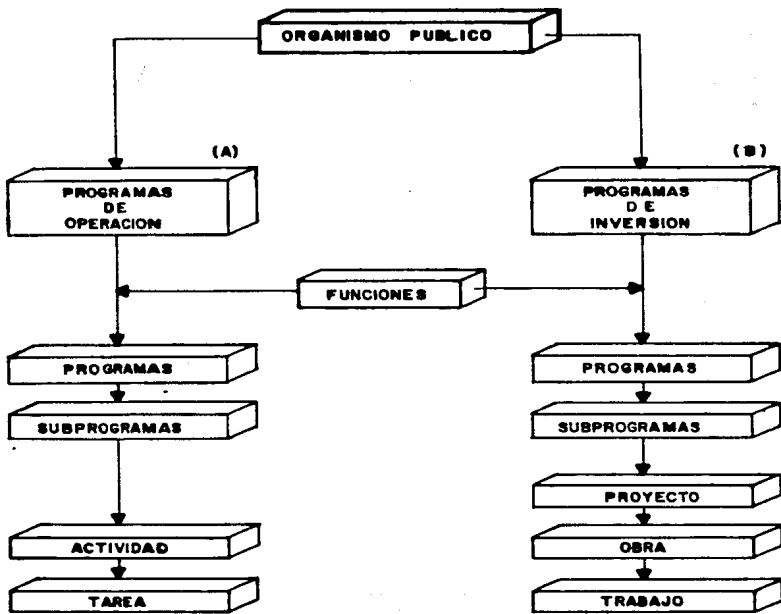 ORGANISMO PUBLICO
(A)
(B)
PROGRAMAS
DE
OPERACION
PROGRAMAS
DE
INVERSION
FUNCIONES
PROGRAMAS
PROGRAMAS
SUBPROGRAMAS
SUBPROGRAMAS
PROYECTO
ACTIVIDAD
OBRA
TAREA
TRABAJO